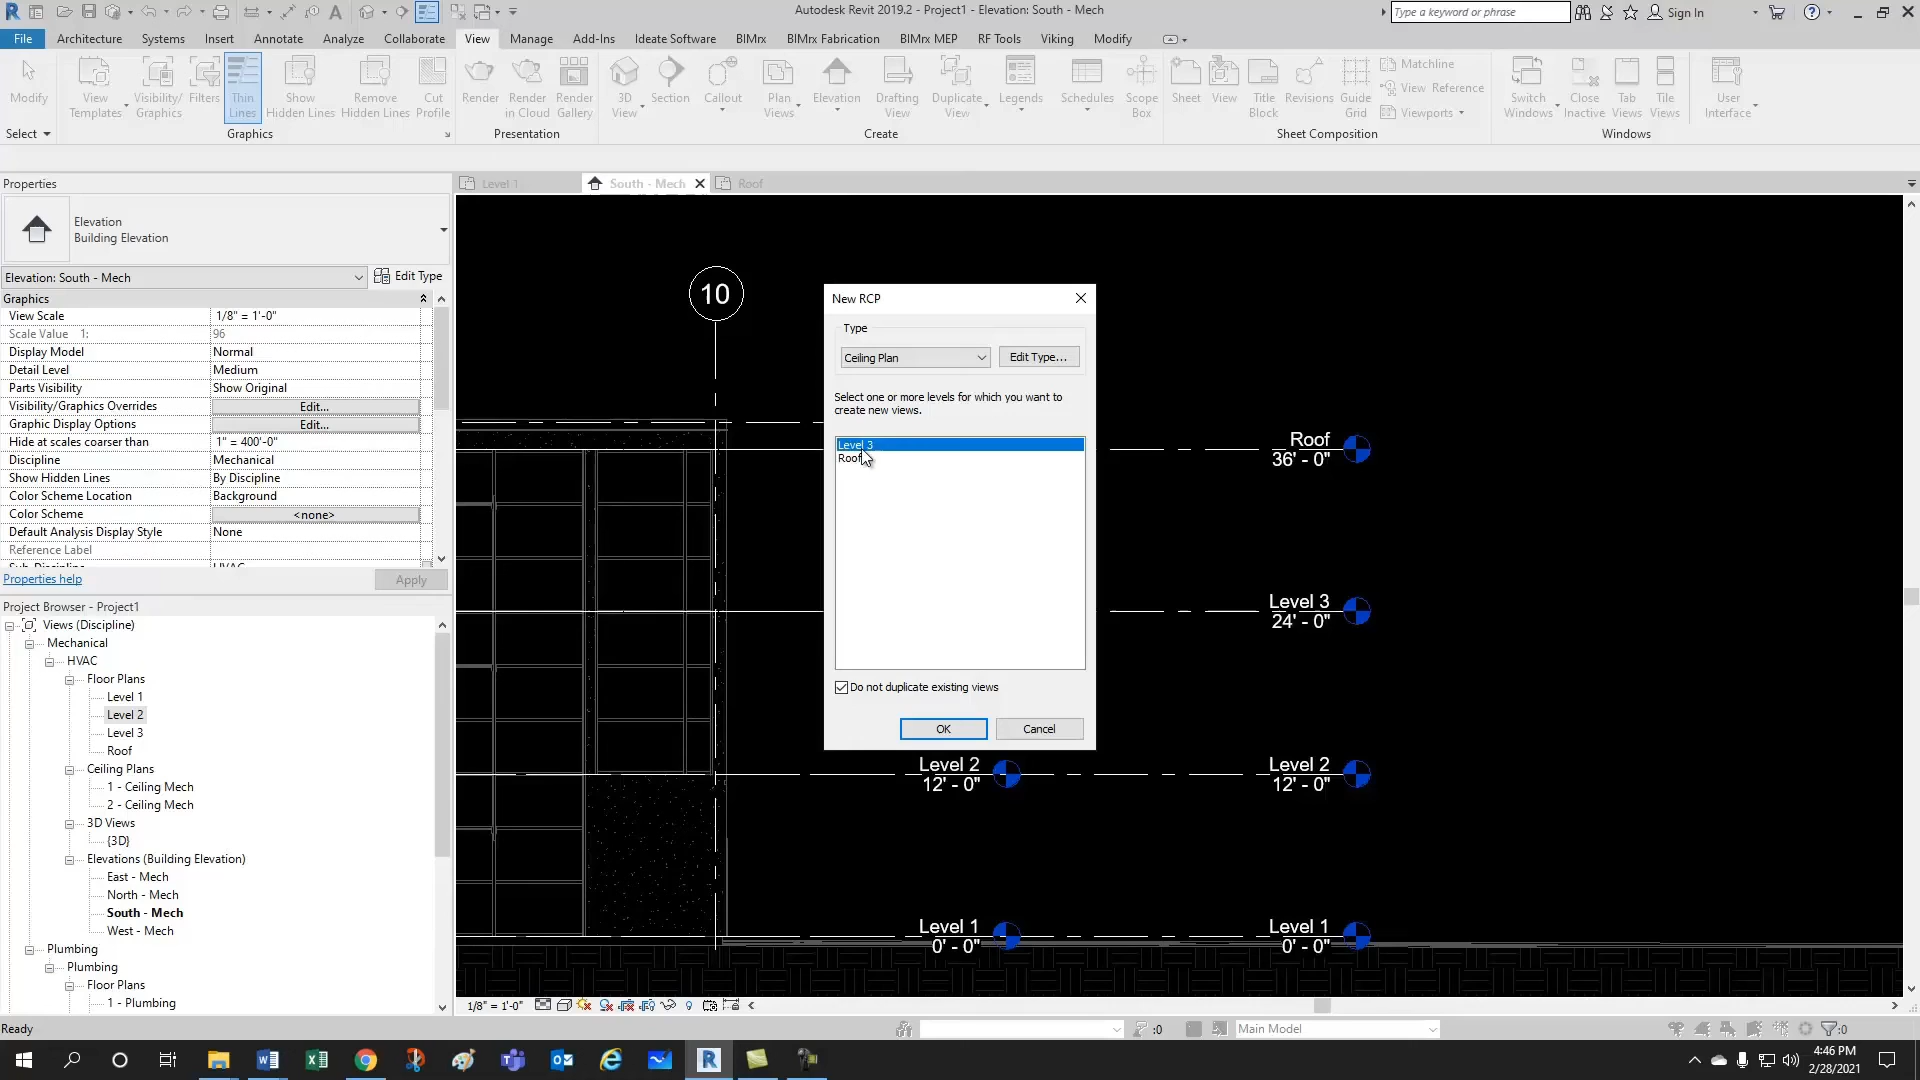 Autodesk Revit 2019.2 - Project1 - Elevation: South - Mech
Type a keyword or phrase
Sign In
File Architecture Systems Insert Annotate Analyze Collaborate View Manage Add-Ins Ideate Software BIMrx BIMrx Fabrication BIMrx MEP RF Tools Viking Modify
Modify
View Templates
Visibility/ Graphics
Filters
Thin Lines
Show Hidden Lines
Remove Hidden Lines
Cut Profile
Render
Render in Cloud
Render Gallery
3D View
Section
Callout
Plan Views
Elevation
Drafting View
Duplicate View
Legends
Schedules
Scope Box
Sheet
View
Title Block
Revisions
Guide Grid
Matchline
View Reference
Viewports
Switch Windows
Close Inactive
Tab Views
Tile Views
User Interface
Select
Graphics
Presentation
Create
Sheet Composition
Windows
Properties
Level 1
South - Mech
Roof
Elevation
Building Elevation
Elevation: South - Mech
Edit Type
Graphics
View Scale 1/8" = 1'-0"
Scale Value 1: 96
Display Model Normal
Detail Level Medium
Parts Visibility Show Original
Visibility/Graphics Overrides Edit...
Graphic Display Options Edit...
Hide at scales coarser than 1" = 400'-0"
Discipline Mechanical
Show Hidden Lines By Discipline
Color Scheme Location Background
Color Scheme <none>
Default Analysis Display Style None
Reference Label
Properties help
Apply
Project Browser - Project1
Views (Discipline)
Mechanical
HVAC
Floor Plans
Level 1
Level 2
Level 3
Roof
Ceiling Plans
1 - Ceiling Mech
2 - Ceiling Mech
3D Views
{3D}
Elevations (Building Elevation)
East - Mech
North - Mech
South - Mech
West - Mech
Plumbing
Plumbing
Floor Plans
1 - Plumbing
10
New RCP
Type
Ceiling Plan
Edit Type...
Select one or more levels for which you want to
create new views.
Level 3
Roof
Do not duplicate existing views
OK
Cancel
Roof
36' - 0"
Level 3
24' - 0"
Level 2
12' - 0"
Level 2
12' - 0"
Level 1
0' - 0"
Level 1
0' - 0"
1/8" = 1'-0"
Ready
:0
Main Model
:0
4:46 PM
2/28/2021